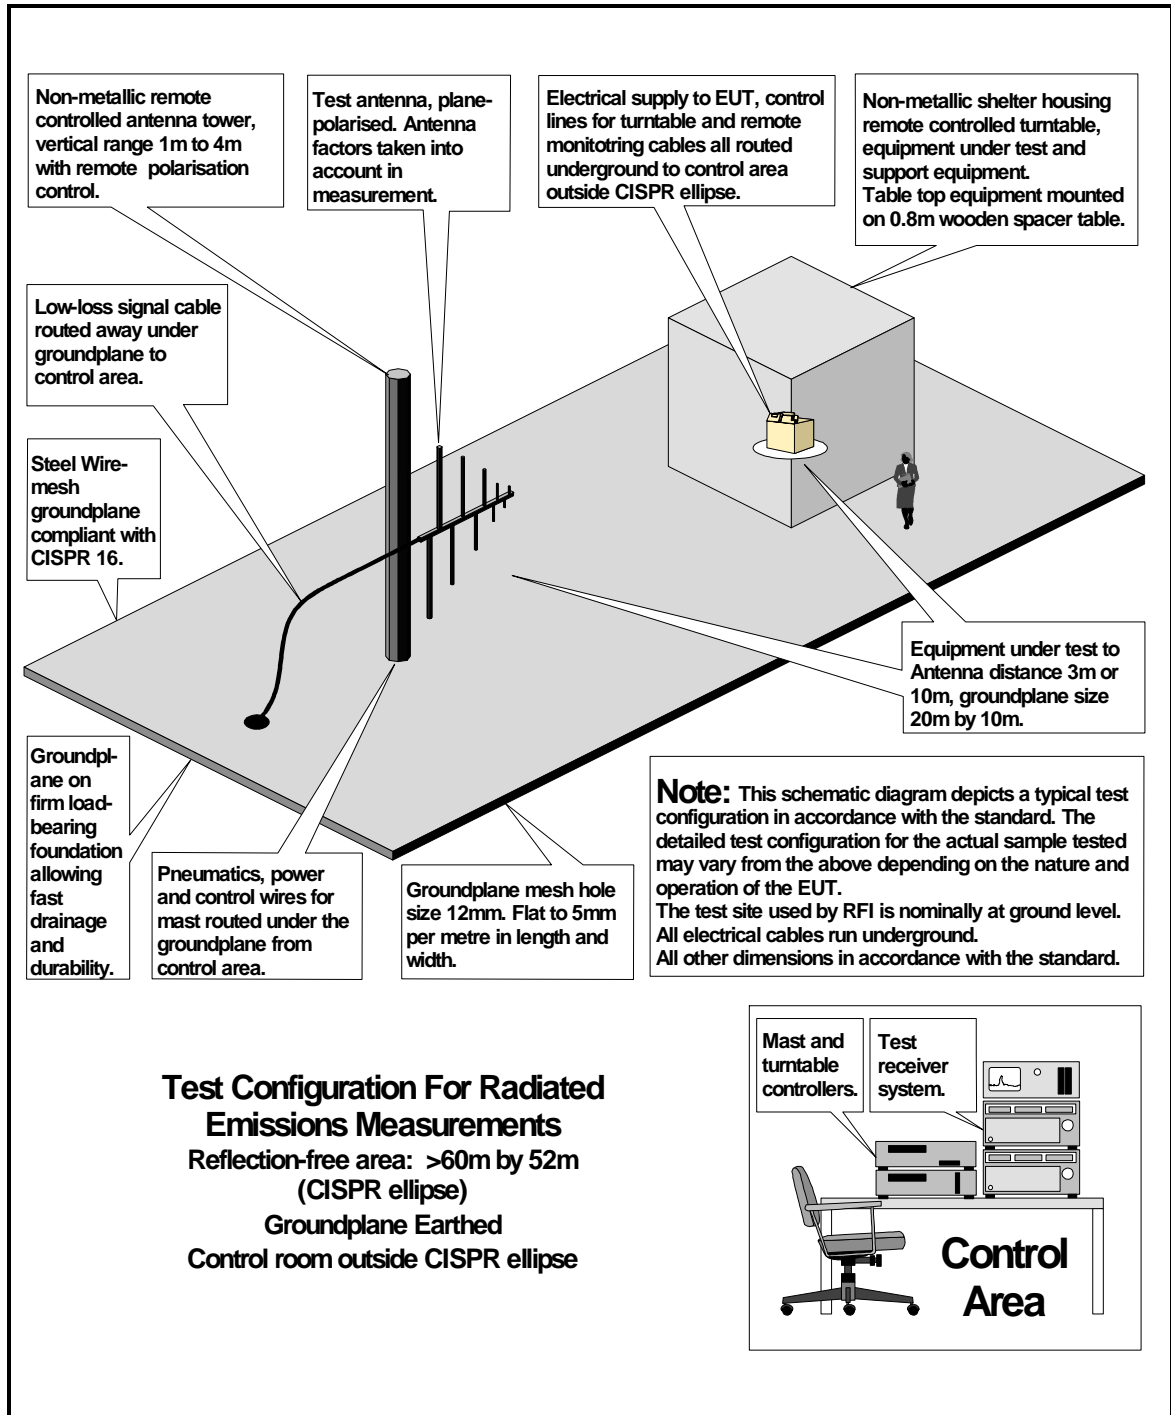 Non-metallic remote
controlled antenna tower,
vertical range 1m to 4m
with remote polarisation
control.
Test antenna, plane-
polarised. Antenna
factors taken into
account in
measurement.
Electrical supply to EUT, control
lines for turntable and remote
monitotring cables all routed
underground to control area
outside CISPR ellipse.
Non-metallic shelter housing
remote controlled turntable,
equipment under test and
support equipment.
Table top equipment mounted
on 0.8m wooden spacer table.
Low-loss signal cable
routed away under
groundplane to
control area.
Steel Wire-
mesh
groundplane
compliant with
CISPR 16.
Equipment under test to
Antenna distance 3m or
10m, groundplane size
20m by 10m.
Groundpl-
ane on
firm load-
bearing
foundation
allowing
fast
drainage
and
durability.
Pneumatics, power
and control wires for
mast routed under the
groundplane from
control area.
Groundplane mesh hole
size 12mm. Flat to 5mm
per metre in length and
width.
Note: This schematic diagram depicts a typical test
configuration in accordance with the standard. The
detailed test configuration for the actual sample tested
may vary from the above depending on the nature and
operation of the EUT.
The test site used by RFI is nominally at ground level.
All electrical cables run underground.
All other dimensions in accordance with the standard.
Test Configuration For Radiated
Emissions Measurements
Reflection-free area: >60m by 52m
(CISPR ellipse)
Groundplane Earthed
Control room outside CISPR ellipse
Mast and
turntable
controllers.
Test
receiver
system.
Control
Area